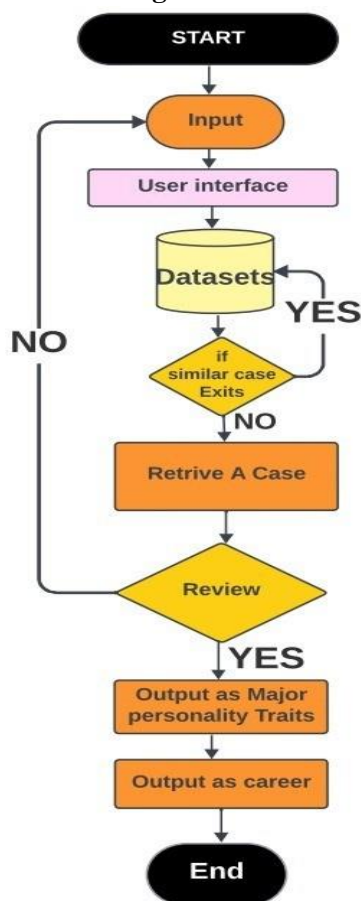 START
Input
User interface
Datasets
YES
NO
if
similar case
Exits
NO
Retrive A Case
Review
YES
Output as Major
personality Traits
Output as career
End